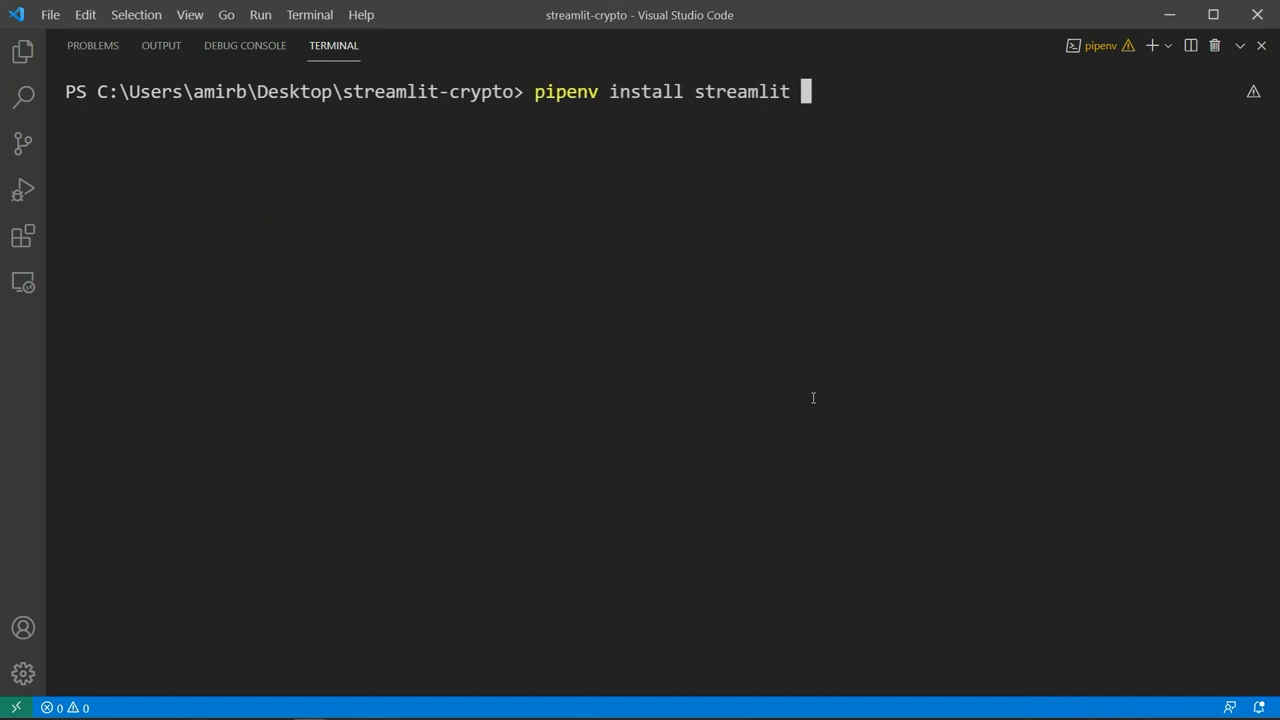 File Edit Selection View Go Run Terminal Help streamlit-crypto - Visual Studio Code
PROBLEMS OUTPUT DEBUG CONSOLE TERMINAL pipenv
PS C:\Users\amirb\Desktop\streamlit-crypto> pipenv install streamlit
0 0